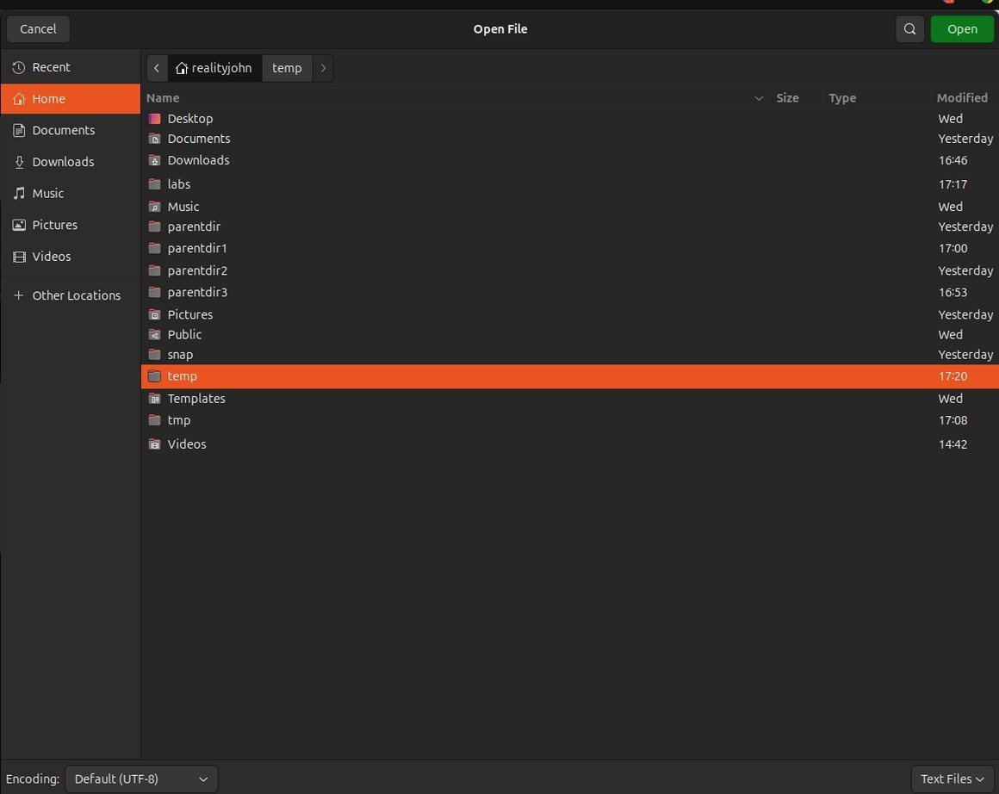 Cancel Open File Open
Recent
Home
Documents
Downloads
Music
Pictures
Videos
Other Locations
realityjohn temp
Name Size Type Modified
Desktop Wed
Documents Yesterday
Downloads 16:46
labs 17:17
Music Wed
parentdir Yesterday
parentdir1 17:00
parentdir2 Yesterday
parentdir3 16:53
Pictures Yesterday
Public Wed
snap Yesterday
temp 17:20
Templates Wed
tmp 17:08
Videos 14:42
Encoding: Default (UTF-8) Text Files